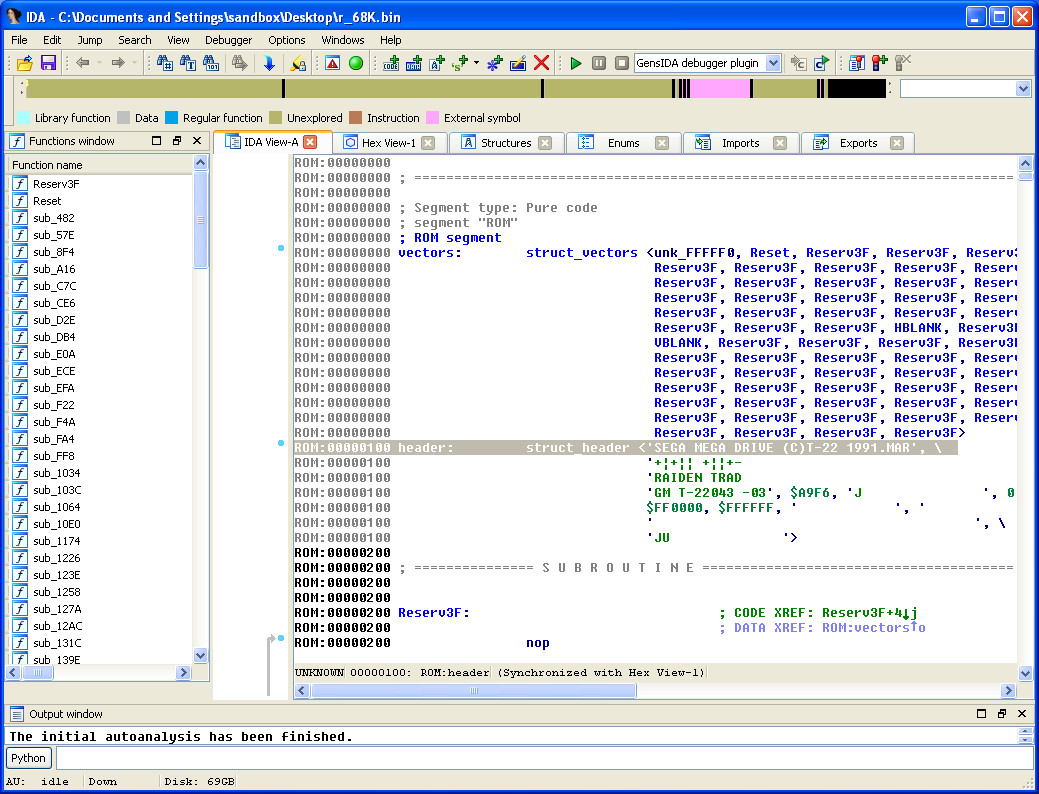 IDA - C:\Documents and Settings\sandbox\Desktop\r_68K.bin
File Edit Jump Search View Debugger Options Windows Help
GensIDA debugger plugin
Library function Data Regular function Unexplored Instruction External symbol
Functions window
Function name
Reserv3F
Reset
sub_482
sub_57E
sub_8F4
sub_A16
sub_C7C
sub_CE6
sub_D2E
sub_DB4
sub_E0A
sub_ECE
sub_EFA
sub_F22
sub_F4A
sub_FA4
sub_FF8
sub_1034
sub_103C
sub_1064
sub_10E0
sub_1174
sub_1226
sub_123E
sub_1258
sub_127A
sub_12AC
sub_131C
sub_139E
IDA View-A Hex View-1 Structures Enums Imports Exports
ROM:00000000
ROM:00000000 ; ===========================================================================
ROM:00000000
ROM:00000000 ; Segment type: Pure code
ROM:00000000 ; segment "ROM"
ROM:00000000 ; ROM segment
ROM:00000000 vectors: struct_vectors <unk_FFFFF0, Reset, Reserv3F, Reserv3F, Reserv3
ROM:00000000 Reserv3F, Reserv3F, Reserv3F, Reserv3F, Reserv
ROM:00000000 Reserv3F, Reserv3F, Reserv3F, Reserv3F, Reserv
ROM:00000000 Reserv3F, Reserv3F, Reserv3F, Reserv3F, Reserv
ROM:00000000 Reserv3F, Reserv3F, Reserv3F, Reserv3F, Reserv
ROM:00000000 Reserv3F, Reserv3F, Reserv3F, HBLANK, Reserv3
ROM:00000000 VBLANK, Reserv3F, Reserv3F, Reserv3F, Reserv3F
ROM:00000000 Reserv3F, Reserv3F, Reserv3F, Reserv3F, Reserv
ROM:00000000 Reserv3F, Reserv3F, Reserv3F, Reserv3F, Reserv
ROM:00000000 Reserv3F, Reserv3F, Reserv3F, Reserv3F, Reserv
ROM:00000000 Reserv3F, Reserv3F, Reserv3F, Reserv3F, Reserv
ROM:00000000 Reserv3F, Reserv3F, Reserv3F, Reserv3F, Reserv
ROM:00000000 Reserv3F, Reserv3F, Reserv3F, Reserv3F>
ROM:00000100 header: struct_header <'SEGA MEGA DRIVE (C)T-22 1991.MAR', \
ROM:00000100 '+¦+¦¦ +¦¦+-
ROM:00000100 'RAIDEN TRAD
ROM:00000100 'GM T-22043 -03', $A9F6, 'J ', 0
ROM:00000100 $FF0000, $FFFFFF, ' ', '
ROM:00000100 ' ', \
ROM:00000100 'JU '>
ROM:00000200
ROM:00000200 ; =============== S U B R O U T I N E =======================================
ROM:00000200
ROM:00000200
ROM:00000200 Reserv3F: ; CODE XREF: Reserv3F+4↓j
ROM:00000200 ; DATA XREF: ROM:vectors↑o
ROM:00000200 nop
UNKNOWN 00000100: ROM:header (Synchronized with Hex View-1)
Output window
The initial autoanalysis has been finished.
Python
AU: idle Down Disk: 69GB